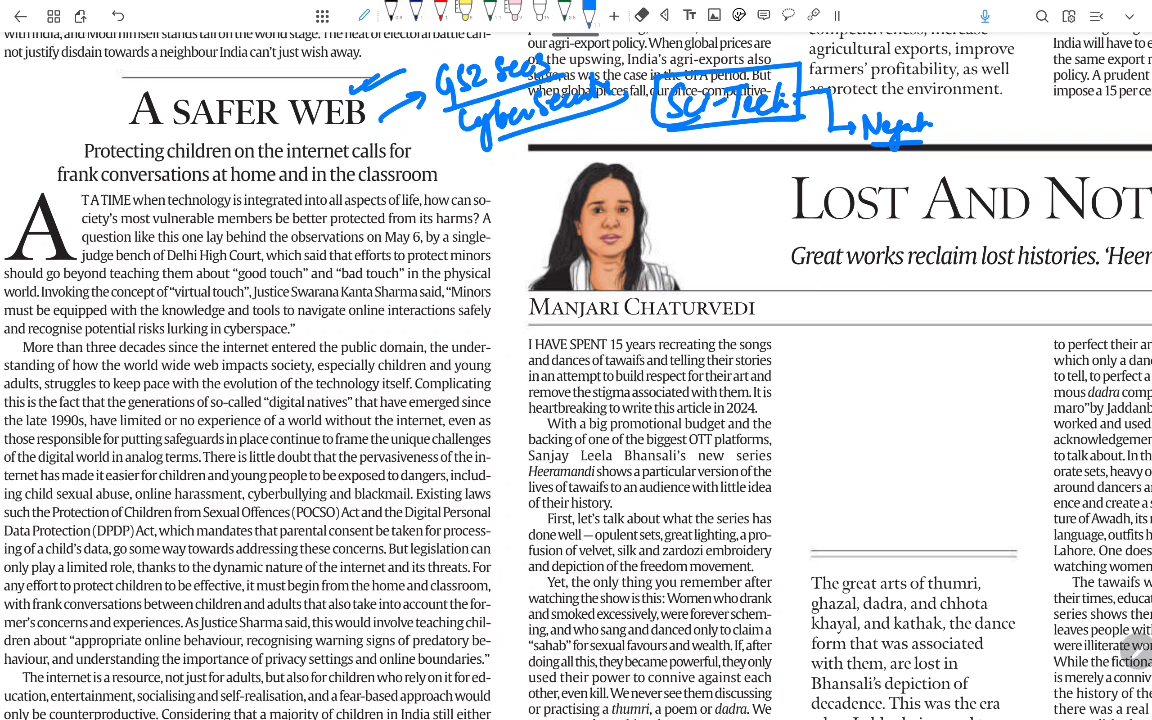 with India, and Modi himself stands tall on the world stage. The heat of electoral battle can-
not justify disdain towards a neighbour India can't just wish away.
A SAFER WEB
Protecting children on the internet calls for
frank conversations at home and in the classroom
AT A TIME when technology is integrated into all aspects of life, how can so-
ciety's most vulnerable members be better protected from its harms? A
question like this one lay behind the observations on May 6, by a single-
judge bench of Delhi High Court, which said that efforts to protect minors
should go beyond teaching them about "good touch" and "bad touch" in the physical
world. Invoking the concept of "virtual touch", Justice Swarana Kanta Sharma said, "Minors
must be equipped with the knowledge and tools to navigate online interactions safely
and recognise potential risks lurking in cyberspace."
More than three decades since the internet entered the public domain, the under-
standing of how the world wide web impacts society, especially children and young
adults, struggles to keep pace with the evolution of the technology itself. Complicating
this is the fact that the generations of so-called "digital natives" that have emerged since
the late 1990s, have limited or no experience of a world without the internet, even as
those responsible for putting safeguards in place continue to frame the unique challenges
of the digital world in analog terms. There is little doubt that the pervasiveness of the in-
ternet has made it easier for children and young people to be exposed to dangers, includ-
ing child sexual abuse, online harassment, cyberbullying and blackmail. Existing laws
such the Protection of Children from Sexual Offences (POCSO) Act and the Digital Personal
Data Protection (DPDP) Act, which mandates that parental consent be taken for process-
ing of a child's data, go some way towards addressing these concerns. But legislation can
only play a limited role, thanks to the dynamic nature of the internet and its threats. For
any effort to protect children to be effective, it must begin from the home and classroom,
with frank conversations between children and adults that also take into account the for-
mer's concerns and experiences. As Justice Sharma said, this would involve teaching chil-
dren about "appropriate online behaviour, recognising warning signs of predatory be-
haviour, and understanding the importance of privacy settings and online boundaries."
The internet is a resource, not just for adults, but also for children who rely on it for ed-
ucation, entertainment, socialising and self-realisation, and a fear-based approach would
only be counterproductive. Considering that a majority of children in India still either
GS2
Cyber Security
Sci-Tech
our agri-export policy. When global prices are
on the upswing, India's agri-exports also
as was the case in the UPA period. But
when global prices fall, our once-competitive-
agricultural exports, improve
farmers' profitability, as well
as protect the environment.
India will have to e
the same export r
policy. A prudent
impose a 15 per ce
LOST AND NOT
Great works reclaim lost histories. 'Heer
MANJARI CHATURVEDI
I HAVE SPENT 15 years recreating the songs
and dances of tawaifs and telling their stories
in an attempt to build respect for their art and
remove the stigma associated with them. It is
heartbreaking to write this article in 2024.
With a big promotional budget and the
backing of one of the biggest OTT platforms,
Sanjay Leela Bhansali's new series
Heeramandi shows a particular version of the
lives of tawaifs to an audience with little idea
of their history.
First, let's talk about what the series has
done well — opulent sets, great lighting, a pro-
fusion of velvet, silk and zardozi embroidery
and depiction of the freedom movement.
Yet, the only thing you remember after
watching the show is this: Women who drank
and smoked excessively, were forever schem-
ing, and who sang and danced only to claim a
"sahab" for sexual favours and wealth. If, after
doing all this, they became powerful, they only
used their power to connive against each
other, even kill. We never see them discussing
or practising a thumri, a poem or dadra. We
The great arts of thumri,
ghazal, dadra, and chhota
khayal, and kathak, the dance
form that was associated
with them, are lost in
Bhansali's depiction of
decadence. This was the era
to perfect their ar
which only a dan
to tell, to perfect a
mous dadra comp
maro" by Jaddanb
worked and used
acknowledgemen
to talk about. In th
orate sets, heavy o
around dancers a
ence and create a s
ture of Awadh, its r
language, outfits h
Lahore. One does
watching women
The tawaifs w
their times, educat
series shows ther
leaves people wit
were illiterate wo
While the fictiona
is merely a conniv
the history of the
there was a real